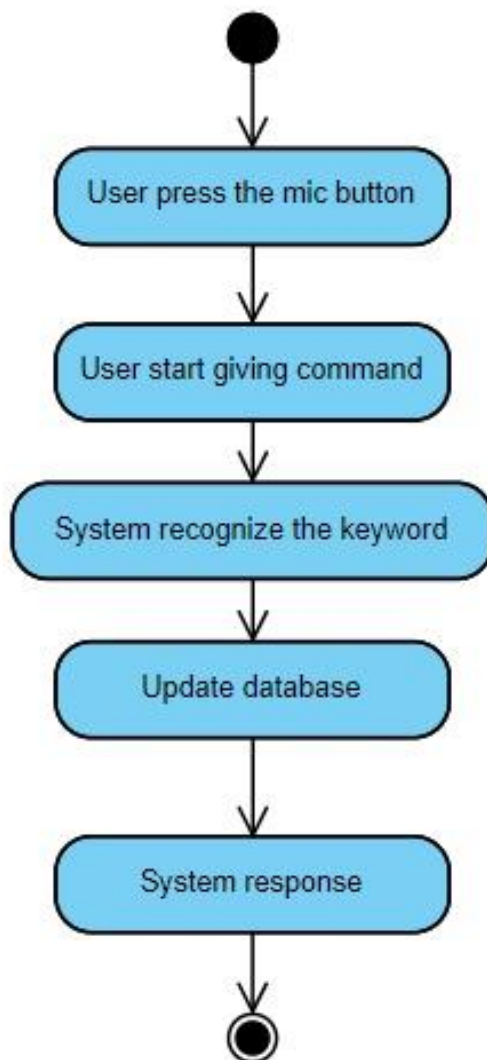 User press the mic button
User start giving command
System recognize the keyword
Update database
System response